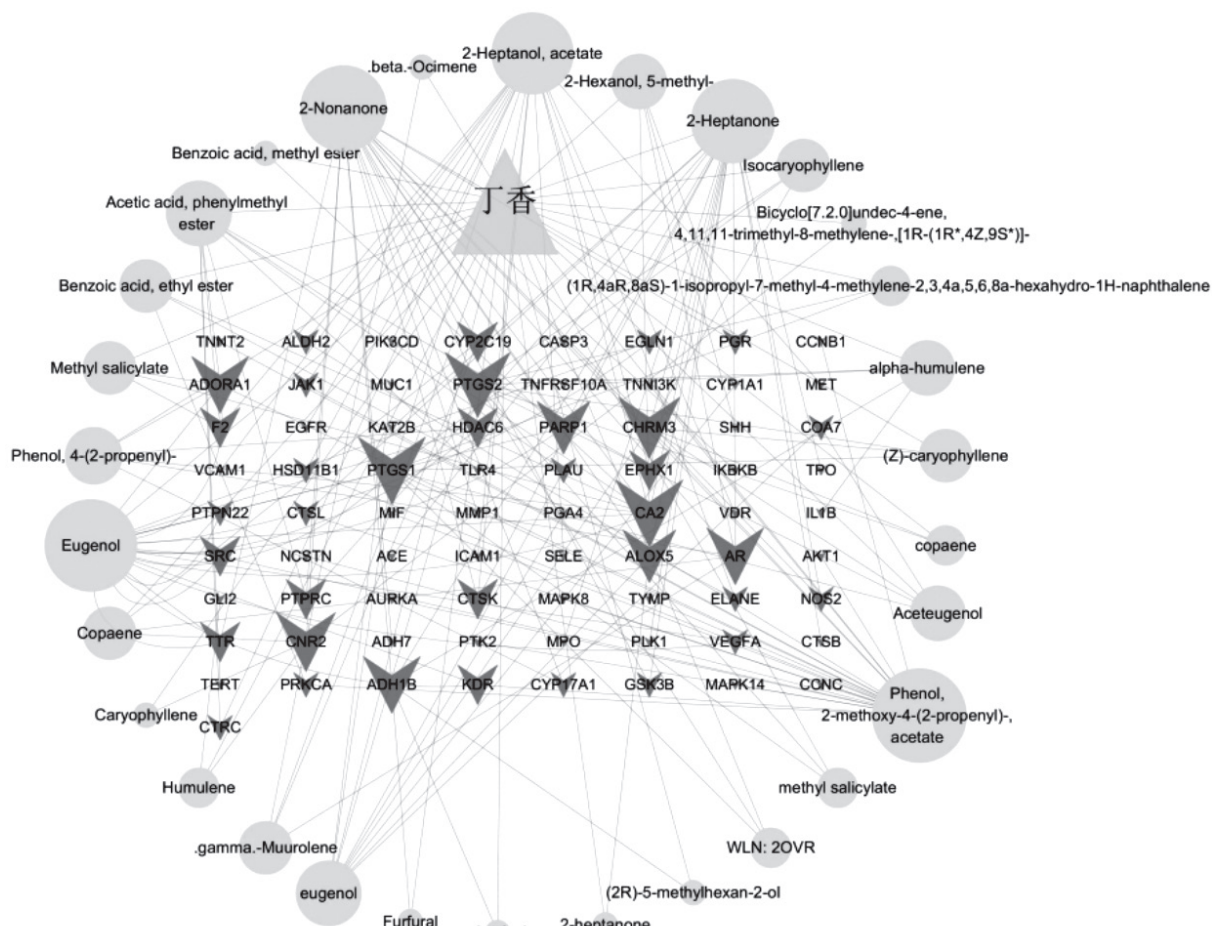 2-Heptanol, acetate
.beta.-Ocimene
2-Hexanol, 5-methyl-
2-Nonanone
2-Heptanone
Benzoic acid, methyl ester
Isocaryophyllene
Acetic acid, phenylmethyl
ester
丁香
Bicyclo[7.2.0]undec-4-ene,
4,11,11-trimethyl-8-methylene-,[1R-(1R*,4Z,9S*)]-
Benzoic acid, ethyl ester
(1R,4aR,8aS)-1-isopropyl-7-methyl-4-methylene-2,3,4a,5,6,8a-hexahydro-1H-naphthalene
TNNT2 ALDH2 PIK3CD CYP2C19 CASP3 EGLN1 PGR CCNB1
Methyl salicylate
alpha-humulene
ADORA1 JAK1 MUC1 PTGS2 TNFRSF10A TNNI3K CYP1A1 MET
F2 EGFR KAT2B HDAC6 PARP1 CHRM3 SHH COA7
Phenol, 4-(2-propenyl)-
(Z)-caryophyllene
VCAM1 HSD11B1 PTGS1 TLR4 PLAU EPHX1 IKBKB TPO
PTPN22 CTSL MIF MMP1 PGA4 CA2 VDR IL1B
Eugenol
copaene
SRC NCSTN ACE ICAM1 SELE ALOX5 AR AKT1
GLI2 PTPRC AURKA CTSK MAPK8 TYMP ELANE NOS2
Aceteugenol
Copaene
TTR CNR2 ADH7 PTK2 MPO PLK1 VEGFA CTSB
TERT PRKCA ADH1B KDR CYP17A1 GSK3B MAPK14 CCNC
Phenol,
2-methoxy-4-(2-propenyl)-,
acetate
Caryophyllene
CTRC
Humulene
methyl salicylate
.gamma.-Muurolene
WLN: 2OVR
eugenol
(2R)-5-methylhexan-2-ol
Furfural
2-heptanone